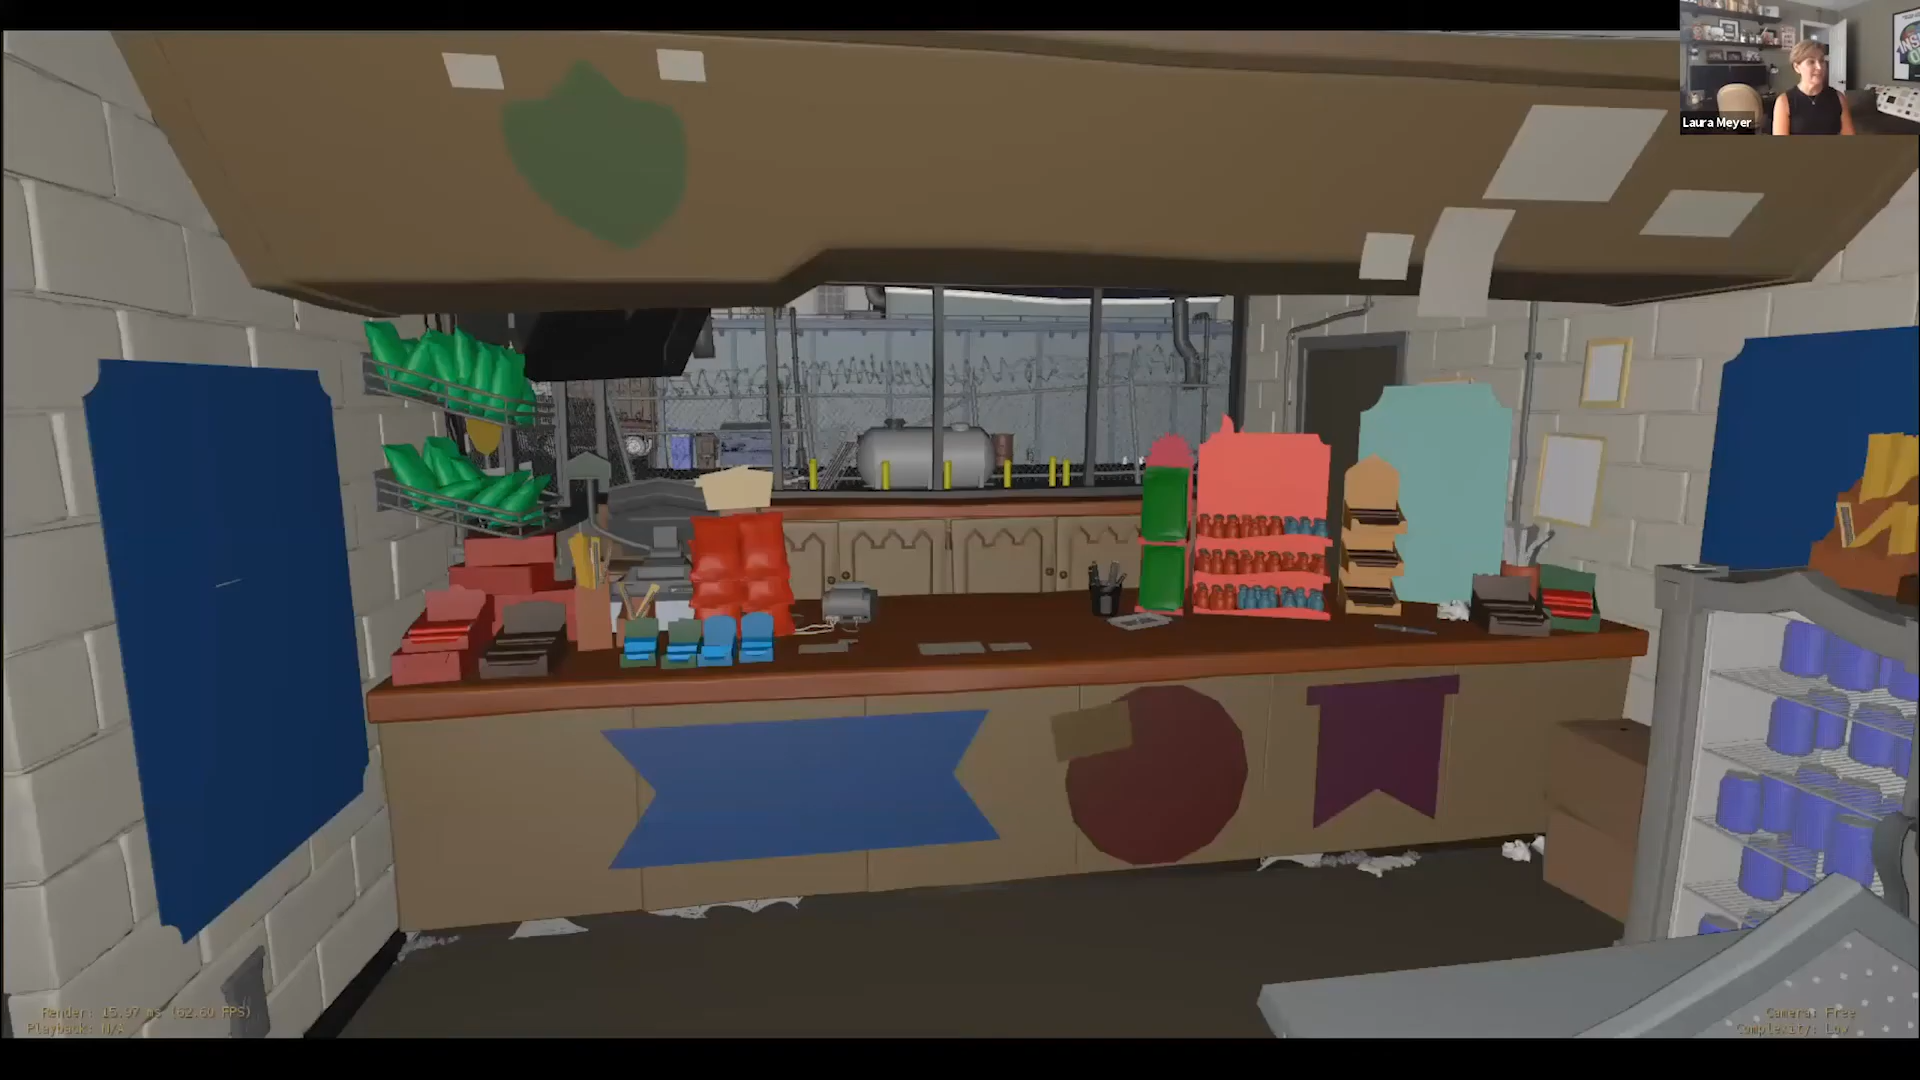 Laura Meyer
Render: 15.97 ms (62.60 FPS)
Playback: N/A
Camera: Free
Complexity: Low